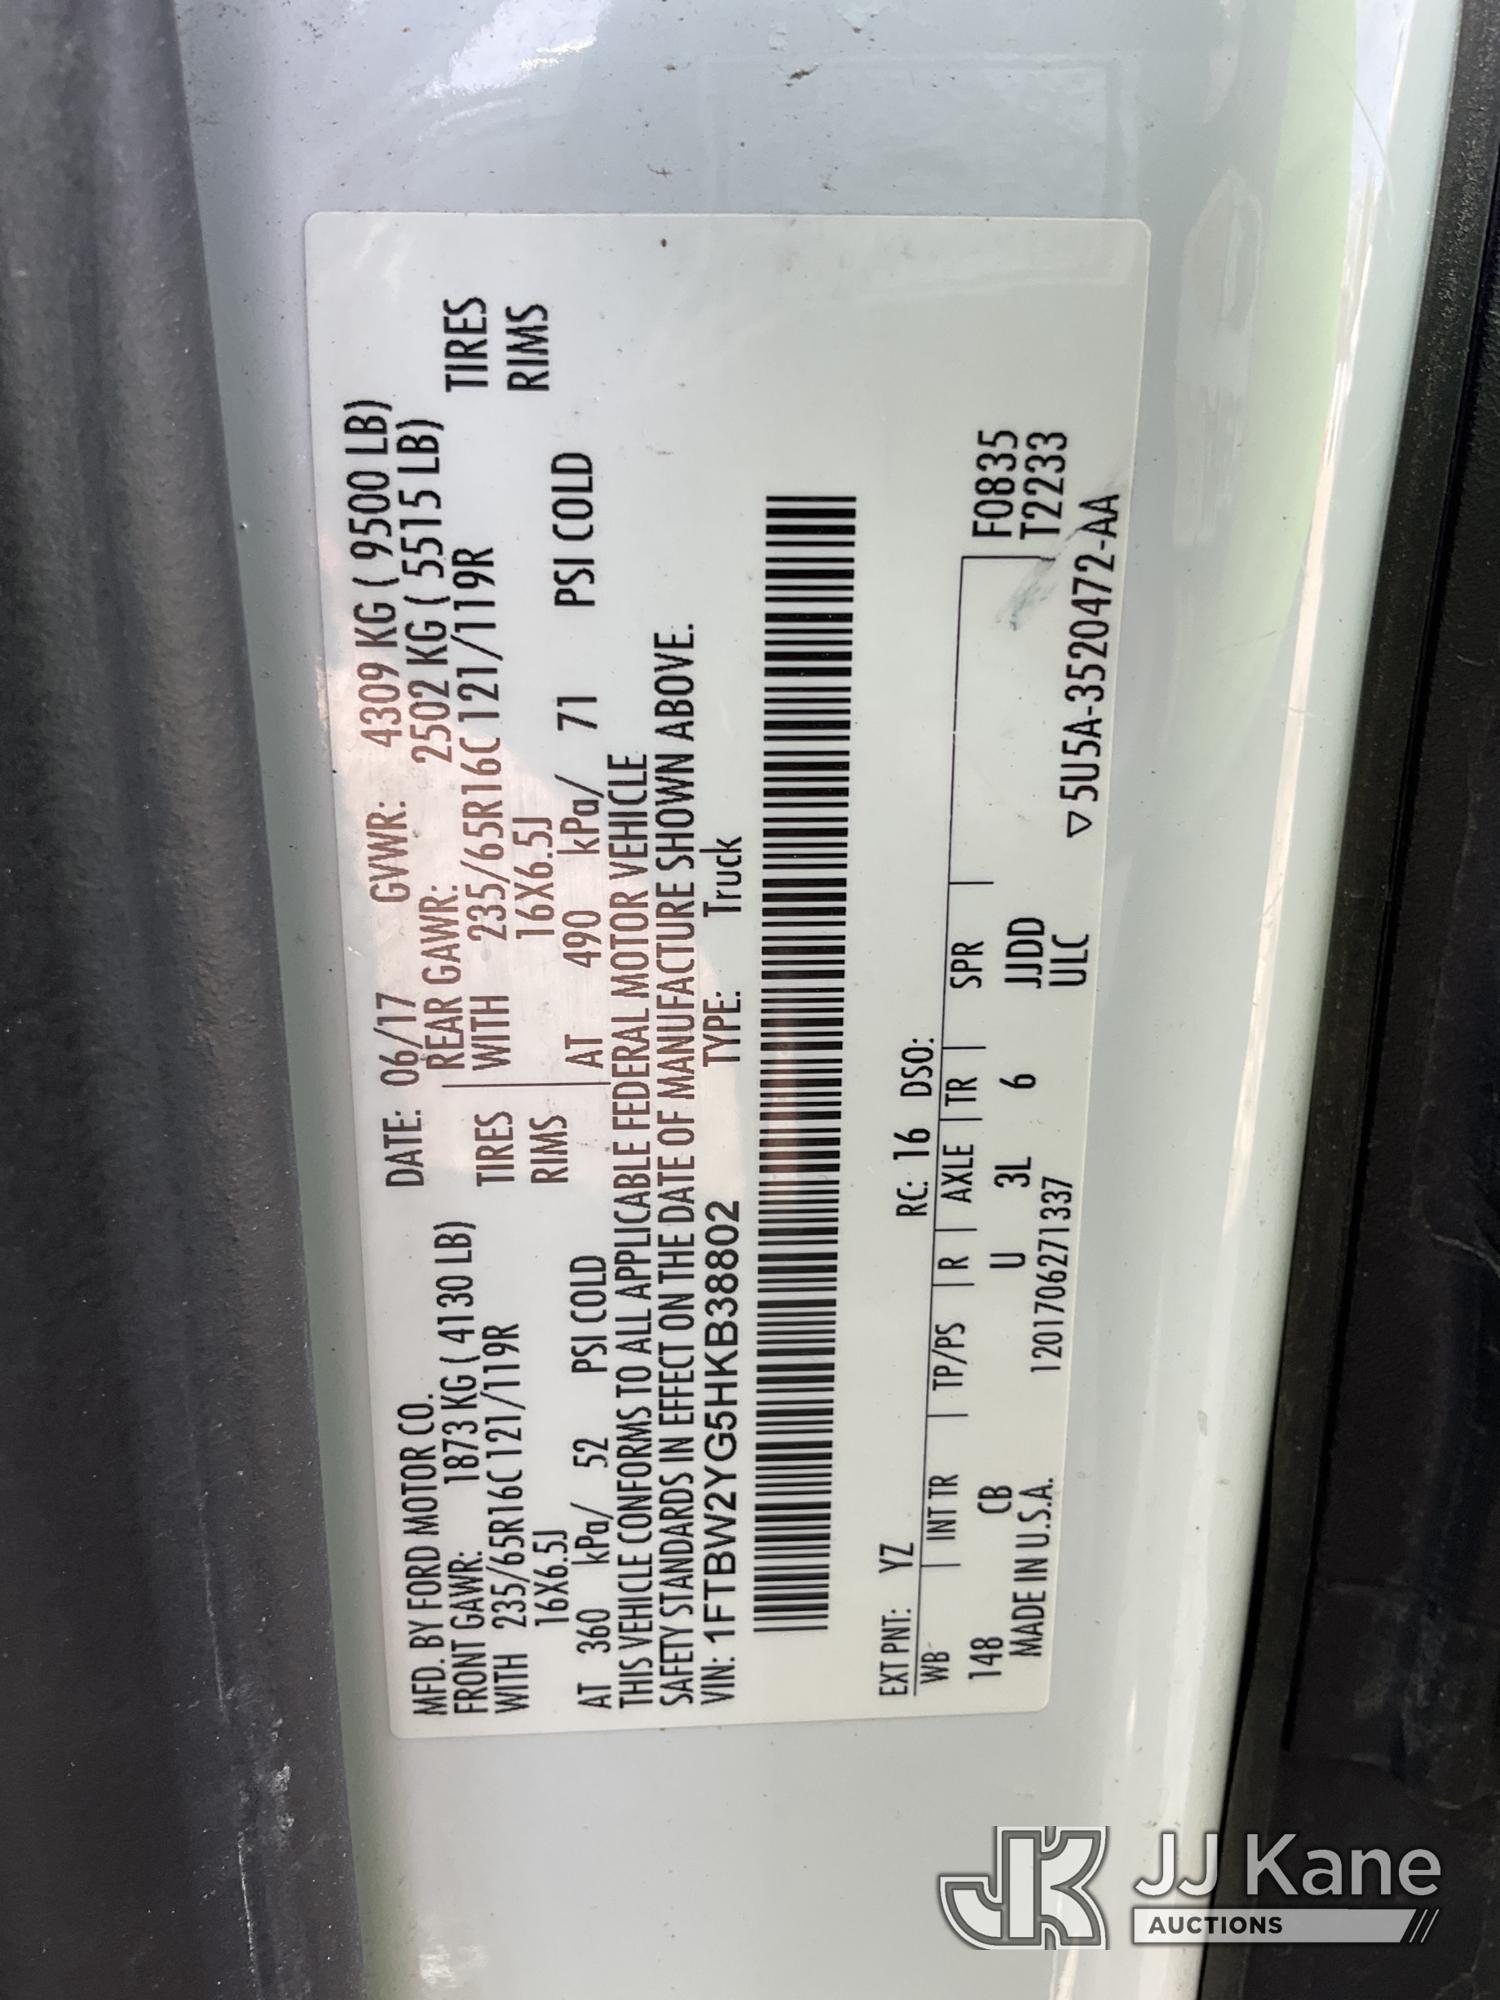 MFD. BY FORD MOTOR CO. DATE: 06/17 GVWR: 4309 KG ( 9500 LB)
FRONT GAWR: 1873 KG ( 4130 LB) REAR GAWR: 2502 KG ( 5515 LB)
WITH 235/65R16C 121/119R TIRES WITH 235/65R16C 121/119R TIRES
16X6.5J RIMS 16X6.5J RIMS
AT 360 kPa/ 52 PSI COLD AT 490 kPa/ 71 PSI COLD
THIS VEHICLE CONFORMS TO ALL APPLICABLE FEDERAL MOTOR VEHICLE
SAFETY STANDARDS IN EFFECT ON THE DATE OF MANUFACTURE SHOWN ABOVE.
VIN: 1FTBW2YG5HKB38802 TYPE: Truck
EXT PNT: YZ RC: 16 DSO:
WB INT TR TP/PS R AXLE TR SPR F0835
148 CB U 3L 6 JJDD T2233
MADE IN U.S.A. 1201706271337 ULC ▽5U5A-3520472-AA
JK JJ Kane
AUCTIONS